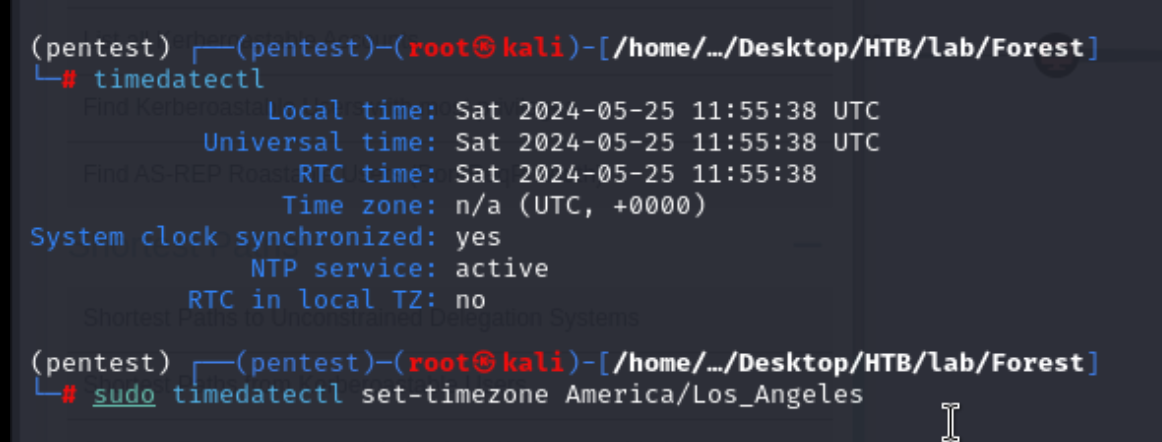 (pentest) ┌──(pentest)─(root㉿kali)-[/home/…/Desktop/HTB/lab/Forest]
└─# timedatectl
Local time: Sat 2024-05-25 11:55:38 UTC
Universal time: Sat 2024-05-25 11:55:38 UTC
RTC time: Sat 2024-05-25 11:55:38
Find AS-REP Roastable
Time zone: n/a (UTC, +0000)
System clock synchronized: yes
NTP service: active
RTC in local TZ: no
Shortest Paths to Unconstrained Delegation Systems
(pentest) ┌──(pentest)─(root㉿kali)-[/home/…/Desktop/HTB/lab/Forest]
└─# sudo timedatectl set-timezone America/Los_Angeles